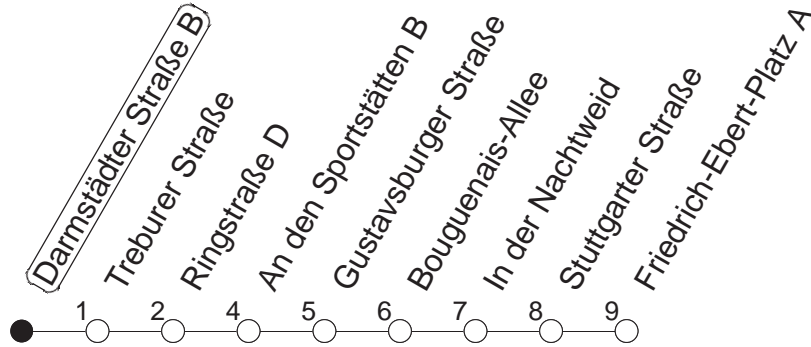 Darmstädter Straße B
Treburer Straße
Ringstraße D
An den Sportstätten B
Gustavsburger Straße
Bouguenais-Allee
In der Nachtweid
Stuttgarter Straße
Friedrich-Ebert-Platz A
1 2 4 5 6 7 8 9